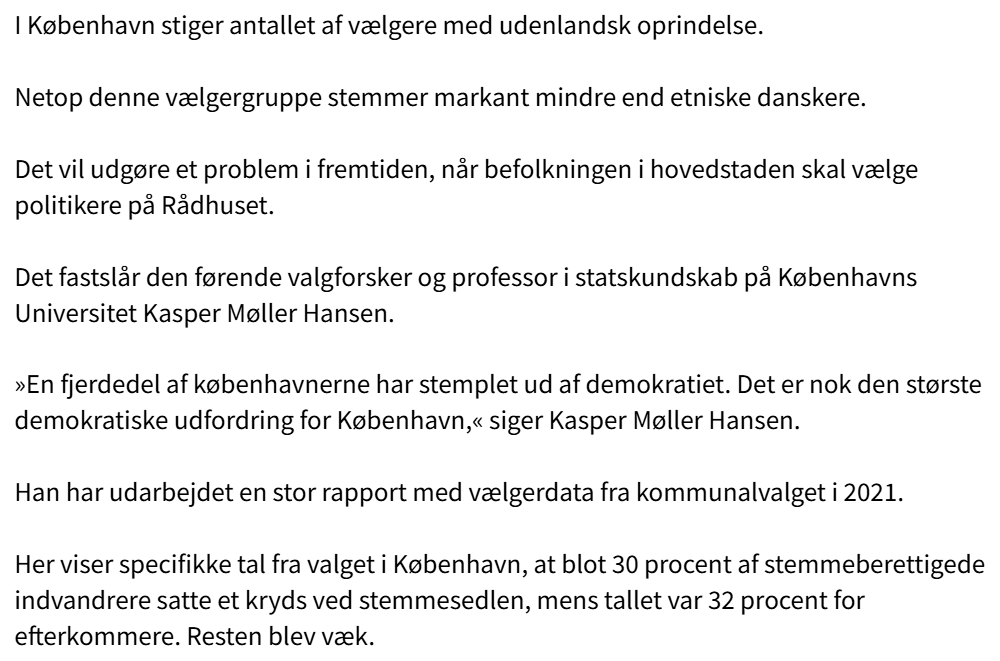 I København stiger antallet af vælgere med udenlandsk oprindelse.
Netop denne vælgergruppe stemmer markant mindre end etniske danskere.
Det vil udgøre et problem i fremtiden, når befolkningen i hovedstaden skal vælge
politikere på Rådhuset.
Det fastslår den førende valgforsker og professor i statskundskab på Københavns
Universitet Kasper Møller Hansen.
»En fjerdedel af københavnerne har stemplet ud af demokratiet. Det er nok den største
demokratiske udfordring for København,« siger Kasper Møller Hansen.
Han har udarbejdet en stor rapport med vælgerdata fra kommunalvalget i 2021.
Her viser specifikke tal fra valget i København, at blot 30 procent af stemmeberettigede
indvandrere satte et kryds ved stemmesedlen, mens tallet var 32 procent for
efterkommere. Resten blev væk.